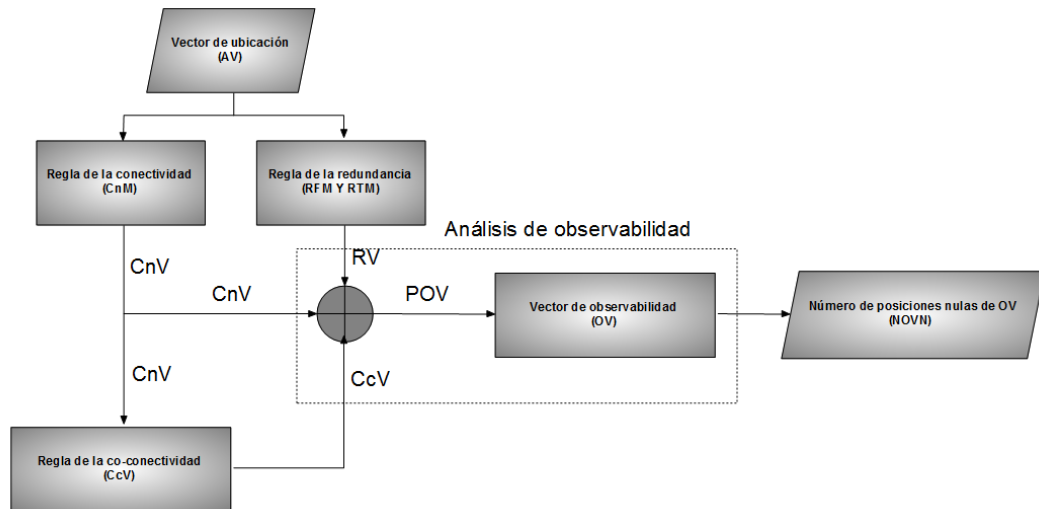 Vector de ubicación
(AV)
Regla de la conectividad
(CnM)
Regla de la redundancia
(RFM Y RTM)
Análisis de observabilidad
CnV
RV
CnV
POV
Vector de observabilidad
(OV)
Número de posiciones nulas de OV
(NOVN)
CnV
CcV
Regla de la co-conectividad
(CcV)